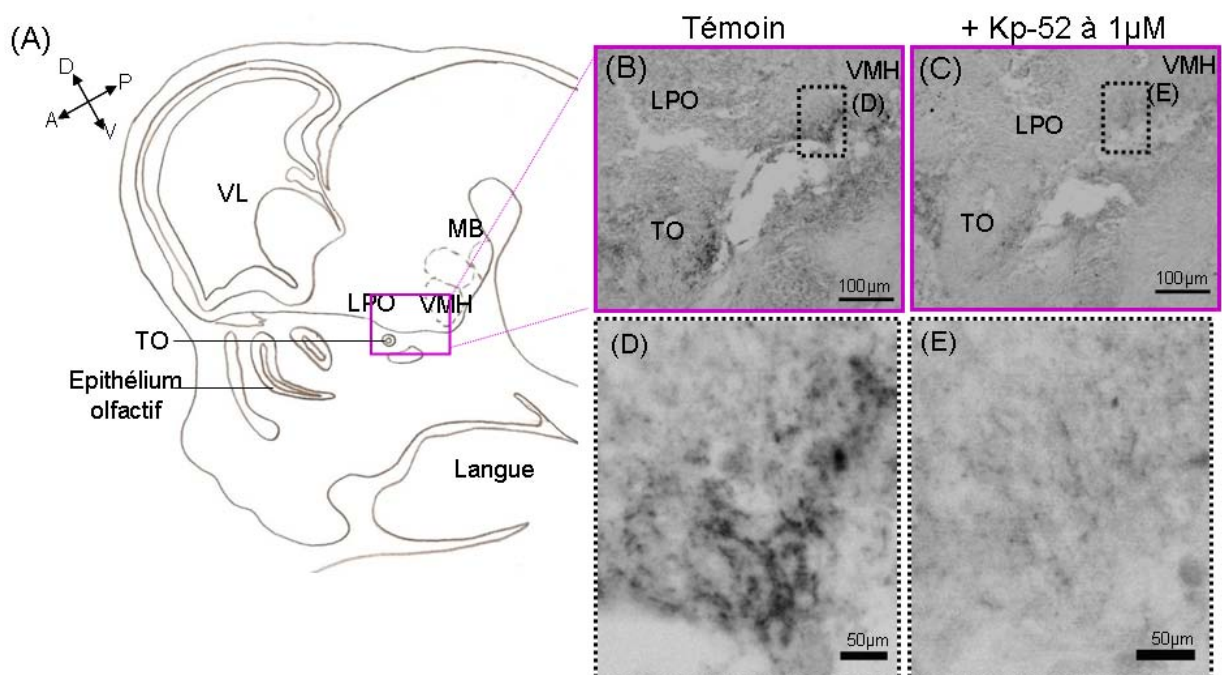 (A)
D
P
A
V
VL
MB
LPO
VMH
TO
Epithélium
olfactif
Langue
Témoin
+ Kp-52 à 1µM
(B)
LPO
VMH
(D)
TO
100µm
(C)
VMH
(E)
LPO
TO
100µm
(D)
50µm
(E)
50µm